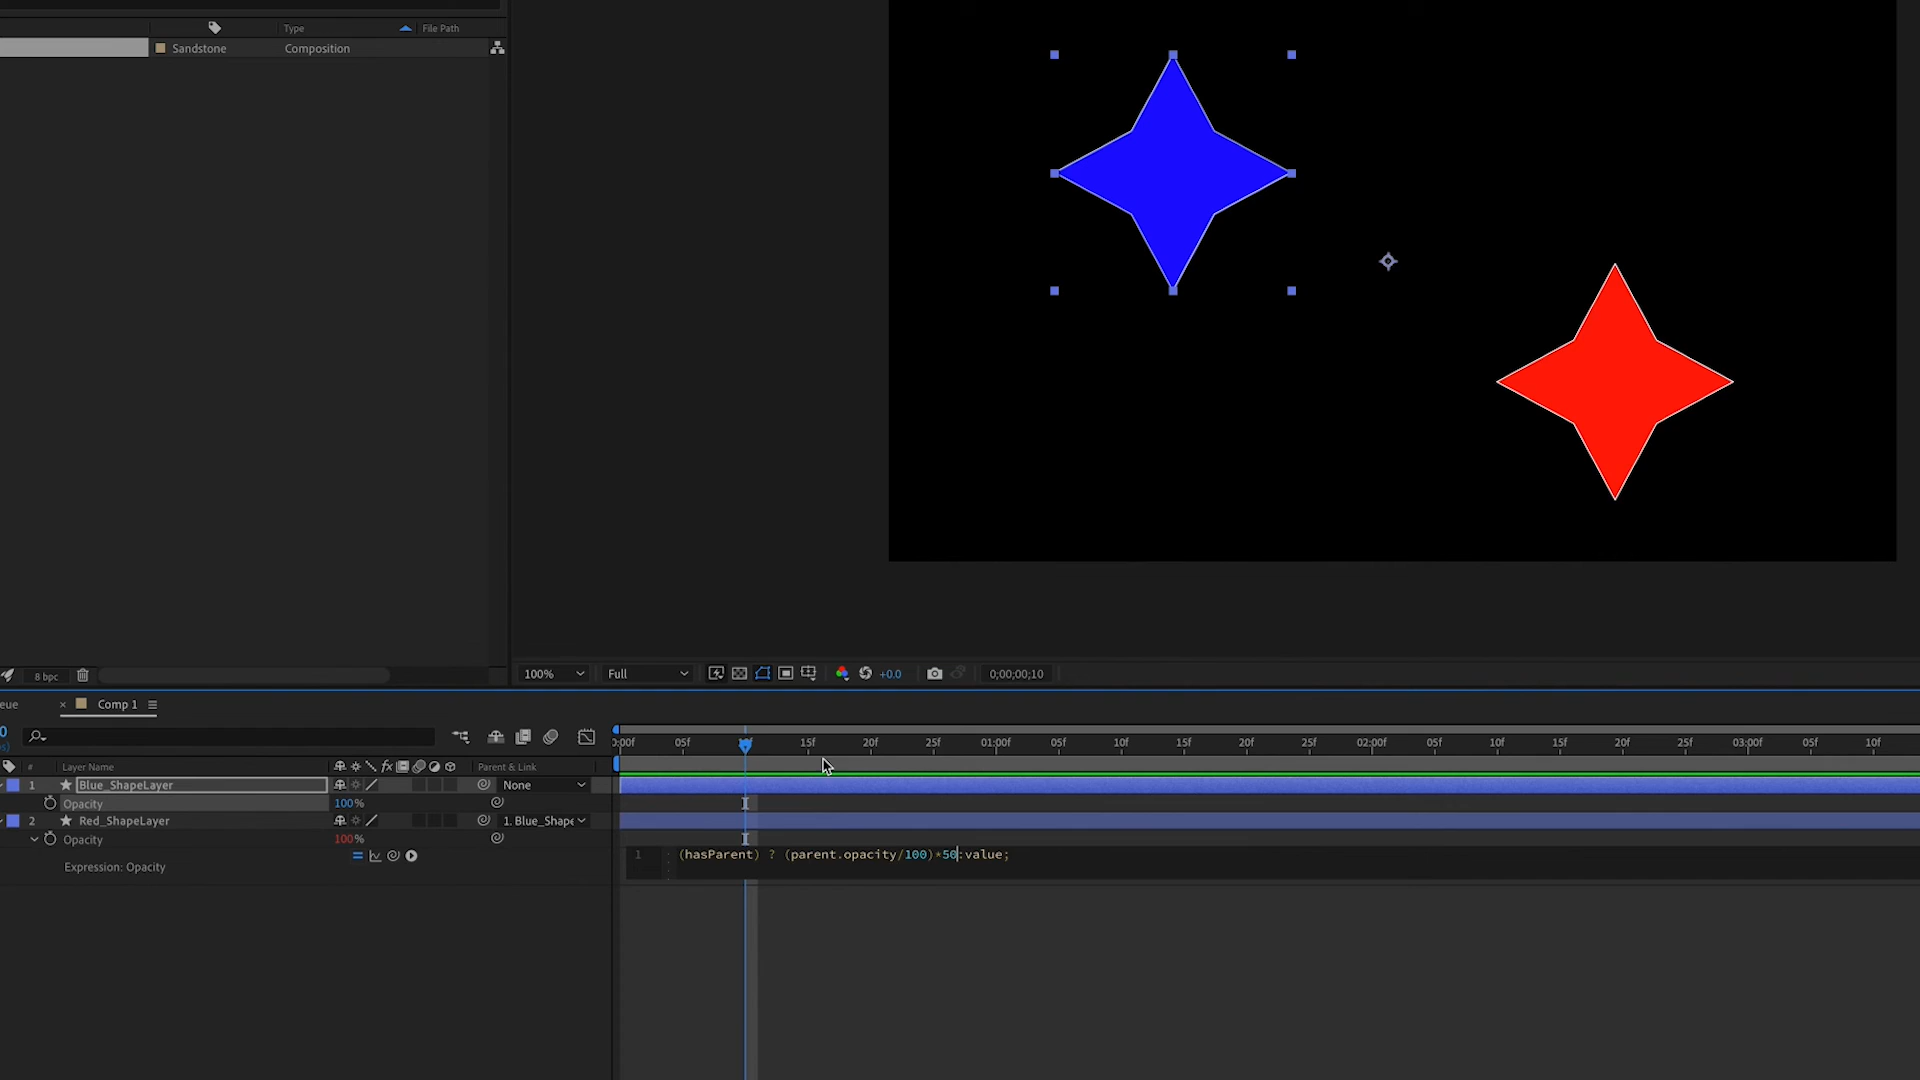 Type File Path
Sandstone Composition
8 bpc
100% Full +0.0 0;00;00;10
eue Comp 1
0:00f 05f 15f 20f 25f 01:00f 05f 10f 15f 20f 25f 02:00f 05f 10f 15f 20f 25f 03:00f 05f 10f
# Layer Name fx Parent & Link
1 Blue_ShapeLayer None
Opacity 100%
2 Red_ShapeLayer 1. Blue_Shape
Opacity 100%
1 (hasParent) ? (parent.opacity/100)*50:value;
Expression: Opacity